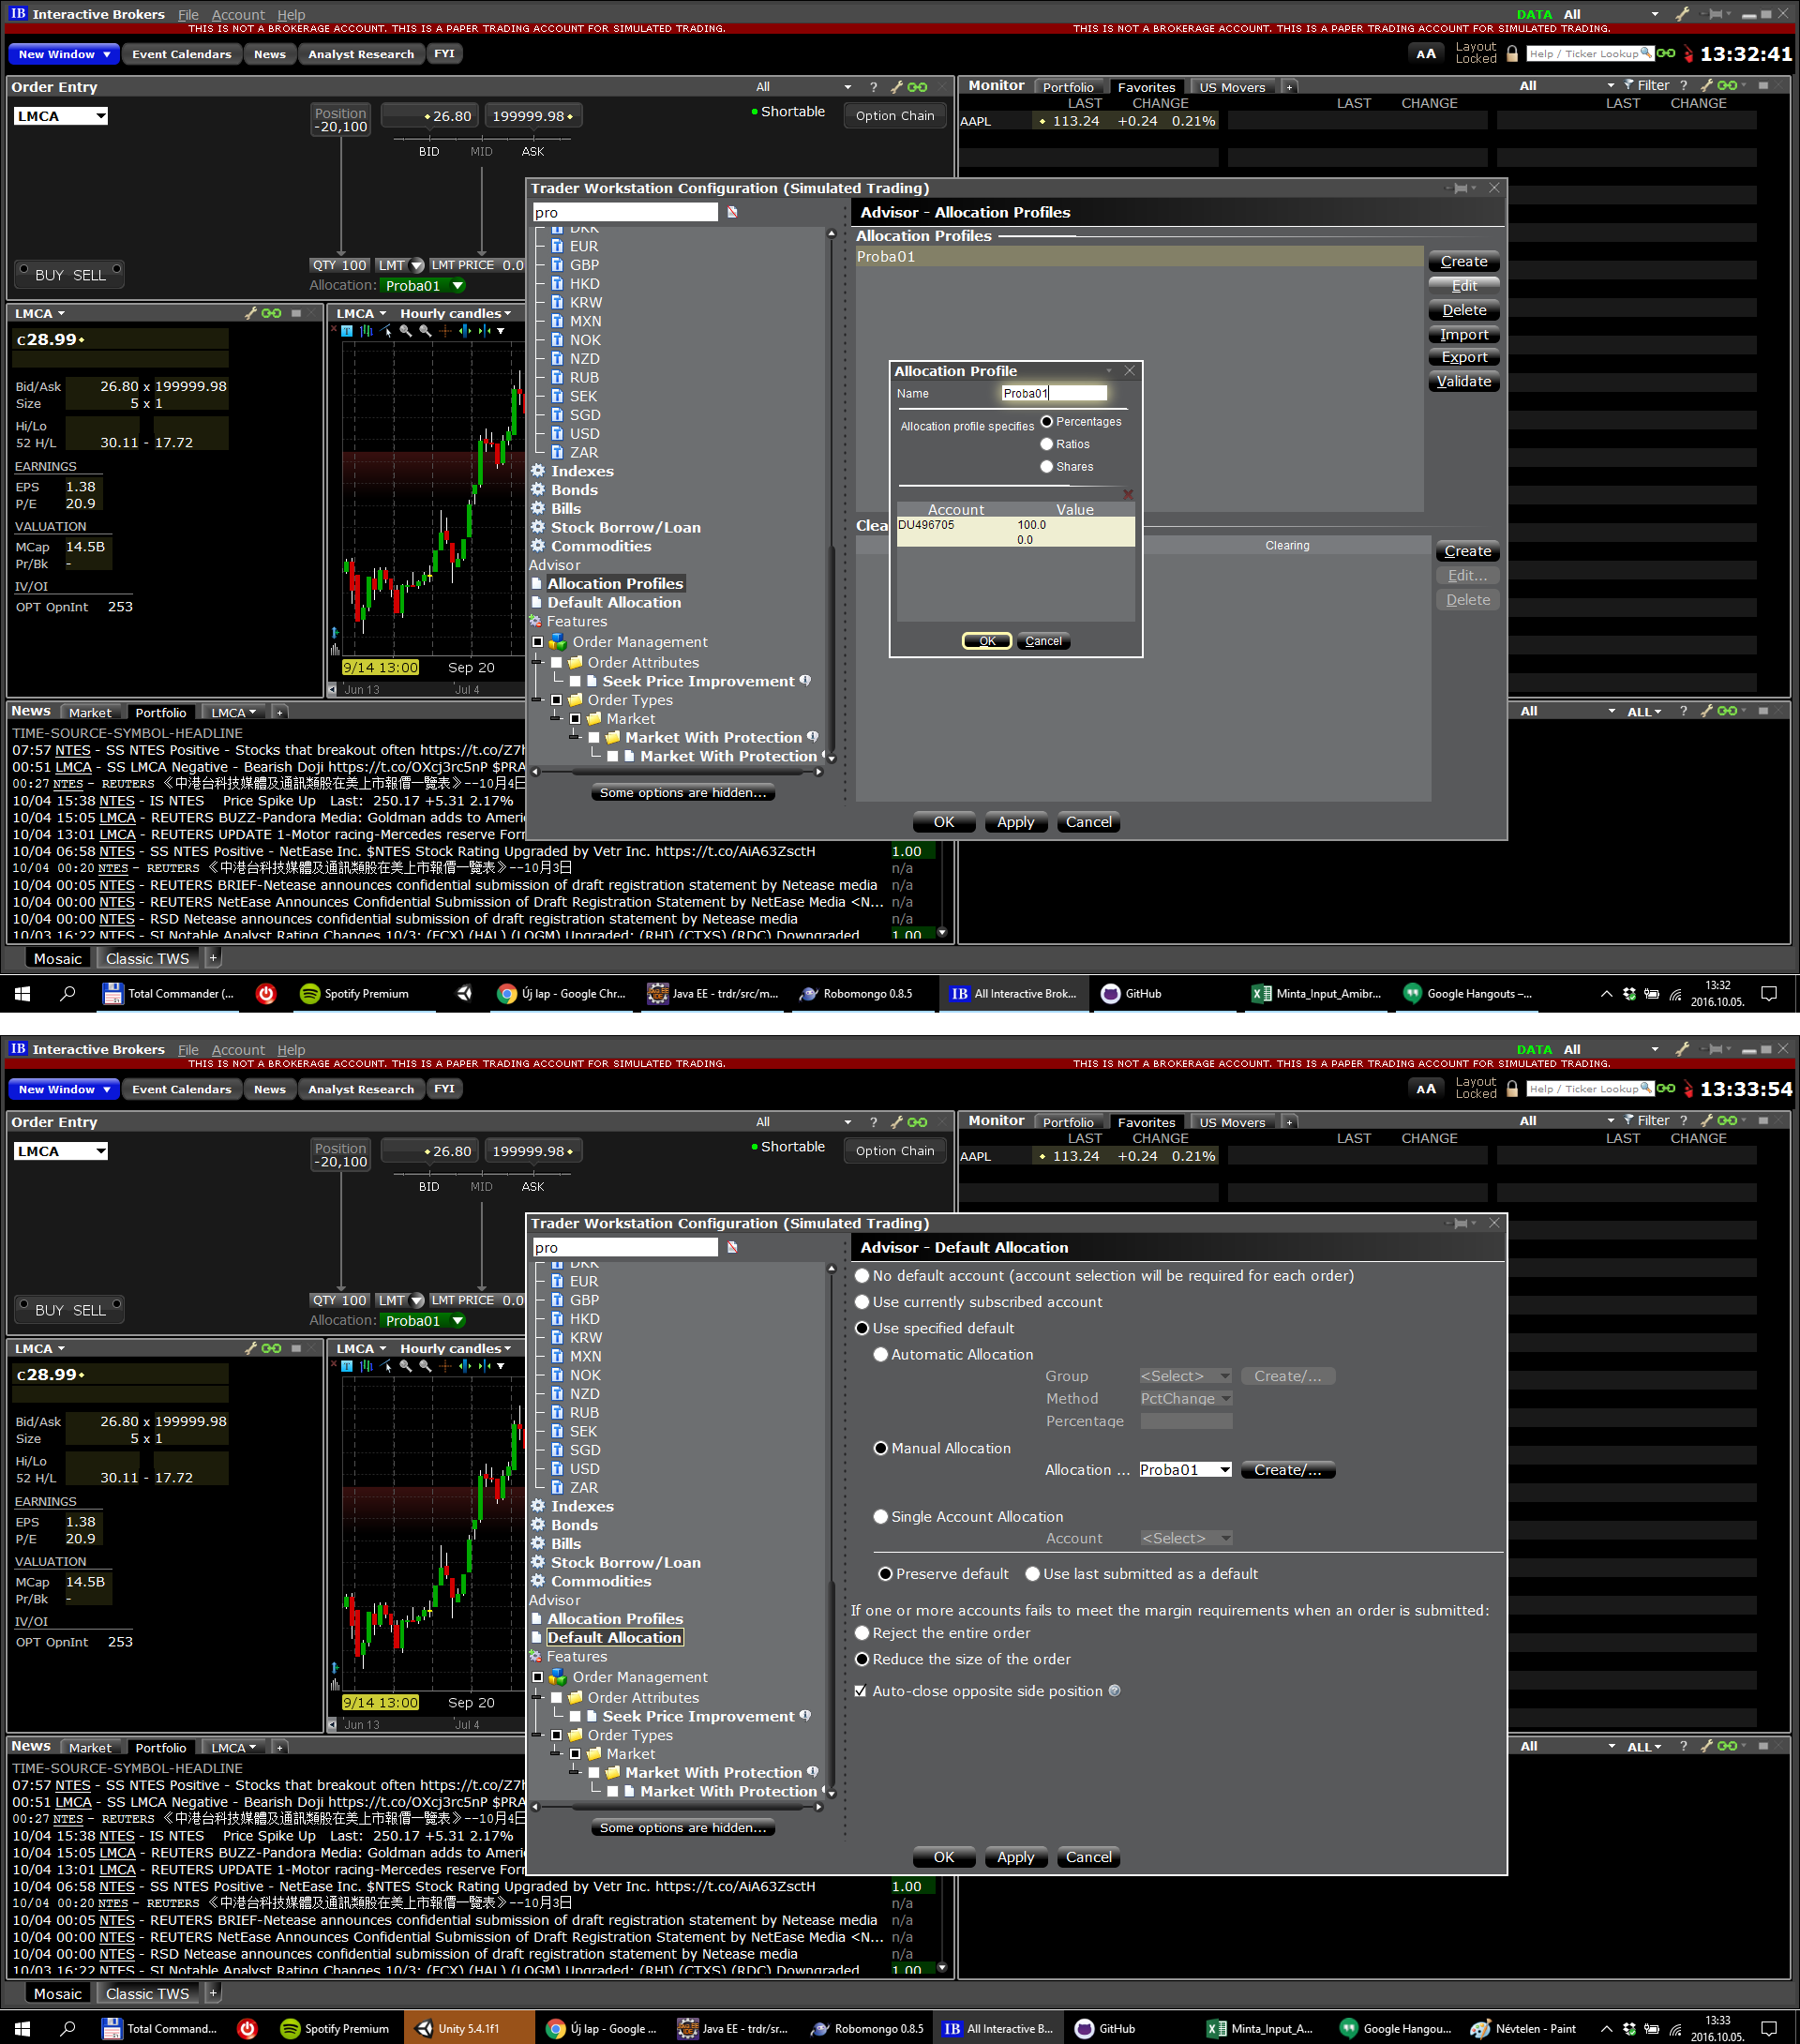 IB Interactive Brokers File Account Help DATA All
THIS IS NOT A BROKERAGE ACCOUNT. THIS IS A PAPER TRADING ACCOUNT FOR SIMULATED TRADING. THIS IS NOT A BROKERAGE ACCOUNT. THIS IS A PAPER TRADING ACCOUNT FOR SIMULATED TRADING.
New Window Event Calendars News Analyst Research FYI AA Layout Locked Help / Ticker Lookup 13:32:41
Order Entry All ?
LMCA Position -20,100 26.80 199999.98 Shortable Option Chain
BID MID ASK
BUY SELL QTY 100 LMT LMT PRICE 0.0
Allocation: Proba01
Monitor Portfolio Favorites US Movers + All Filter ?
LAST CHANGE LAST CHANGE LAST CHANGE
AAPL 113.24 +0.24 0.21%
LMCA
C28.99
Bid/Ask 26.80 x 199999.98
Size 5 x 1
Hi/Lo
52 H/L 30.11 - 17.72
EARNINGS
EPS 1.38
P/E 20.9
VALUATION
MCap 14.5B
Pr/Bk -
IV/OI
OPT OpnInt 253
LMCA Hourly candles
9/14 13:00 Sep 20
Jun 13 Jul 4
Trader Workstation Configuration (Simulated Trading)
pro
DKK
EUR
GBP
HKD
KRW
MXN
NOK
NZD
RUB
SEK
SGD
USD
ZAR
Indexes
Bonds
Bills
Stock Borrow/Loan
Commodities
Advisor
Allocation Profiles
Default Allocation
Features
Order Management
Order Attributes
Seek Price Improvement
Order Types
Market
Market With Protection
Market With Protection
Some options are hidden...
Advisor - Allocation Profiles
Allocation Profiles
Proba01
Create
Edit
Delete
Import
Export
Validate
Clea
Clearing
Create
Edit...
Delete
Allocation Profile
Name Proba01
Allocation profile specifies Percentages
Ratios
Shares
Account Value
DU496705 100.0
0.0
OK Cancel
OK Apply Cancel
News Market Portfolio LMCA + All ALL ?
TIME-SOURCE-SYMBOL-HEADLINE
07:57 NTES - SS NTES Positive - Stocks that breakout often https://t.co/Z7h
00:51 LMCA - SS LMCA Negative - Bearish Doji https://t.co/OXcj3rc5nP $PRA
00:27 NTES - REUTERS 《中港台科技媒體及通訊類股在美上市報價一覽表》--10月4日
10/04 15:38 NTES - IS NTES Price Spike Up Last: 250.17 +5.31 2.17%
10/04 15:05 LMCA - REUTERS BUZZ-Pandora Media: Goldman adds to Ameri
10/04 13:01 LMCA - REUTERS UPDATE 1-Motor racing-Mercedes reserve For
10/04 06:58 NTES - SS NTES Positive - NetEase Inc. $NTES Stock Rating Upgraded by Vetr Inc. https://t.co/AiA63ZsctH 1.00
10/04 00:20 NTES - REUTERS 《中港台科技媒體及通訊類股在美上市報價一覽表》--10月3日 n/a
10/04 00:05 NTES - REUTERS BRIEF-Netease announces confidential submission of draft registration statement by Netease media n/a
10/04 00:00 NTES - REUTERS NetEase Announces Confidential Submission of Draft Registration Statement by NetEase Media <N... n/a
10/04 00:00 NTES - RSD Netease announces confidential submission of draft registration statement by Netease media n/a
10/03 16:22 NTES - SI Notable Analyst Rating Changes 10/3: (FCX) (HAL) (LOGM) Upgraded; (RHI) (CTXS) (RDC) Downgraded 1.00
Mosaic Classic TWS +
Total Commander (... Spotify Premium Új lap - Google Chr... Java EE - trdr/src/m... Robomongo 0.8.5 All Interactive Brok... GitHub Minta_Input_Amibr... Google Hangouts –... 13:32
2016.10.05.
IB Interactive Brokers File Account Help DATA All
THIS IS NOT A BROKERAGE ACCOUNT. THIS IS A PAPER TRADING ACCOUNT FOR SIMULATED TRADING. THIS IS NOT A BROKERAGE ACCOUNT. THIS IS A PAPER TRADING ACCOUNT FOR SIMULATED TRADING.
New Window Event Calendars News Analyst Research FYI AA Layout Locked Help / Ticker Lookup 13:33:54
Order Entry All ?
LMCA Position -20,100 26.80 199999.98 Shortable Option Chain
BID MID ASK
BUY SELL QTY 100 LMT LMT PRICE 0.0
Allocation: Proba01
Monitor Portfolio Favorites US Movers + All Filter ?
LAST CHANGE LAST CHANGE LAST CHANGE
AAPL 113.24 +0.24 0.21%
LMCA
C28.99
Bid/Ask 26.80 x 199999.98
Size 5 x 1
Hi/Lo
52 H/L 30.11 - 17.72
EARNINGS
EPS 1.38
P/E 20.9
VALUATION
MCap 14.5B
Pr/Bk -
IV/OI
OPT OpnInt 253
LMCA Hourly candles
9/14 13:00 Sep 20
Jun 13 Jul 4
Trader Workstation Configuration (Simulated Trading)
pro
DKK
EUR
GBP
HKD
KRW
MXN
NOK
NZD
RUB
SEK
SGD
USD
ZAR
Indexes
Bonds
Bills
Stock Borrow/Loan
Commodities
Advisor
Allocation Profiles
Default Allocation
Features
Order Management
Order Attributes
Seek Price Improvement
Order Types
Market
Market With Protection
Market With Protection
Some options are hidden...
Advisor - Default Allocation
No default account (account selection will be required for each order)
Use currently subscribed account
Use specified default
Automatic Allocation
Group <Select> Create/...
Method PctChange
Percentage
Manual Allocation
Allocation ... Proba01 Create/...
Single Account Allocation
Account <Select>
Preserve default Use last submitted as a default
If one or more accounts fails to meet the margin requirements when an order is submitted:
Reject the entire order
Reduce the size of the order
Auto-close opposite side position
OK Apply Cancel
News Market Portfolio LMCA + All ALL ?
TIME-SOURCE-SYMBOL-HEADLINE
07:57 NTES - SS NTES Positive - Stocks that breakout often https://t.co/Z7h
00:51 LMCA - SS LMCA Negative - Bearish Doji https://t.co/OXcj3rc5nP $PRA
00:27 NTES - REUTERS 《中港台科技媒體及通訊類股在美上市報價一覽表》--10月4日
10/04 15:38 NTES - IS NTES Price Spike Up Last: 250.17 +5.31 2.17%
10/04 15:05 LMCA - REUTERS BUZZ-Pandora Media: Goldman adds to Ameri
10/04 13:01 LMCA - REUTERS UPDATE 1-Motor racing-Mercedes reserve For
10/04 06:58 NTES - SS NTES Positive - NetEase Inc. $NTES Stock Rating Upgraded by Vetr Inc. https://t.co/AiA63ZsctH 1.00
10/04 00:20 NTES - REUTERS 《中港台科技媒體及通訊類股在美上市報價一覽表》--10月3日 n/a
10/04 00:05 NTES - REUTERS BRIEF-Netease announces confidential submission of draft registration statement by Netease media n/a
10/04 00:00 NTES - REUTERS NetEase Announces Confidential Submission of Draft Registration Statement by NetEase Media <N... n/a
10/04 00:00 NTES - RSD Netease announces confidential submission of draft registration statement by Netease media n/a
10/03 16:22 NTES - SI Notable Analyst Rating Changes 10/3: (FCX) (HAL) (LOGM) Upgraded; (RHI) (CTXS) (RDC) Downgraded 1.00
Mosaic Classic TWS +
Total Command... Spotify Premium Unity 5.4.1f1 Új lap - Google ... Java EE - trdr/sr... Robomongo 0.8.5 All Interactive B... GitHub Minta_Input_A... Google Hangou... Névtelen - Paint 13:33
2016.10.05.